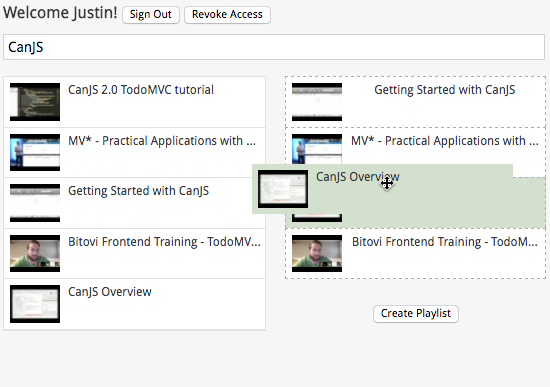 Welcome Justin! Sign Out Revoke Access
CanJS
CanJS 2.0 TodoMVC tutorial
MV* - Practical Applications with ...
Getting Started with CanJS
Bitovi Frontend Training - TodoMV...
CanJS Overview
Getting Started with CanJS
MV* - Practical Applications with ...
CanJS Overview
Bitovi Frontend Training - TodoM...
Create Playlist